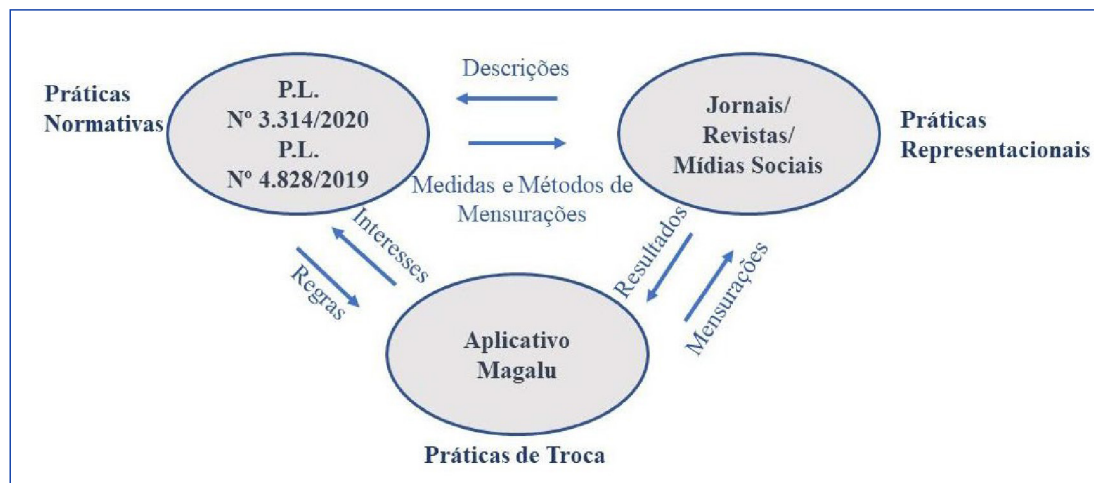 Práticas
Normativas
P.L.
Nº 3.314/2020
P.L.
Nº 4.828/2019
Descrições
Medidas e Métodos de
Mensurações
Jornais/
Revistas/
Mídias Sociais
Práticas
Representacionais
Interesses
Regras
Resultados
Mensurações
Aplicativo
Magalu
Práticas de Troca